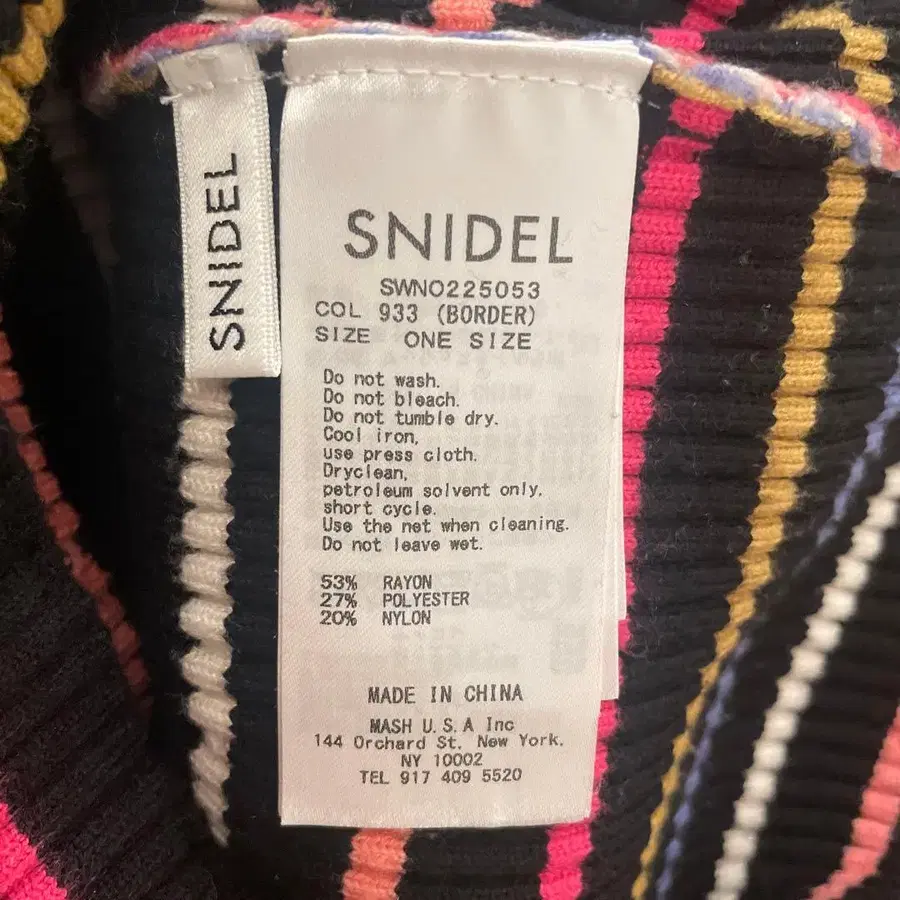 SNIDEL
SNIDEL
SWNO225053
COL 933 (BORDER)
SIZE ONE SIZE
Do not wash.
Do not bleach.
Do not tumble dry.
Cool iron,
use press cloth.
Dryclean,
petroleum solvent only.
short cycle.
Use the net when cleaning.
Do not leave wet.
53% RAYON
27% POLYESTER
20% NYLON
MADE IN CHINA
MASH U.S.A Inc
144 Orchard St. New York.
NY 10002
TEL 917 409 5520